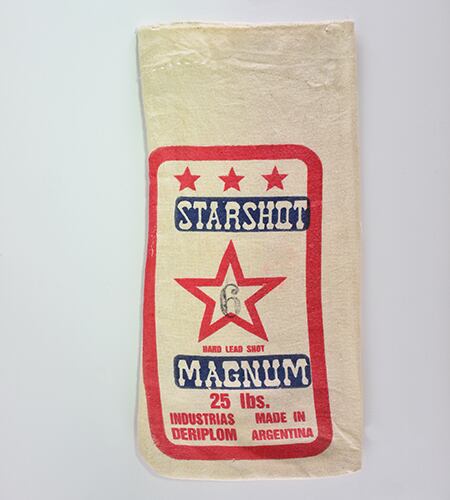 STARSHOT
6
HARD LEAD SHOT
MAGNUM
25 lbs.
INDUSTRIAS MADE IN
DERIPLOM ARGENTINA